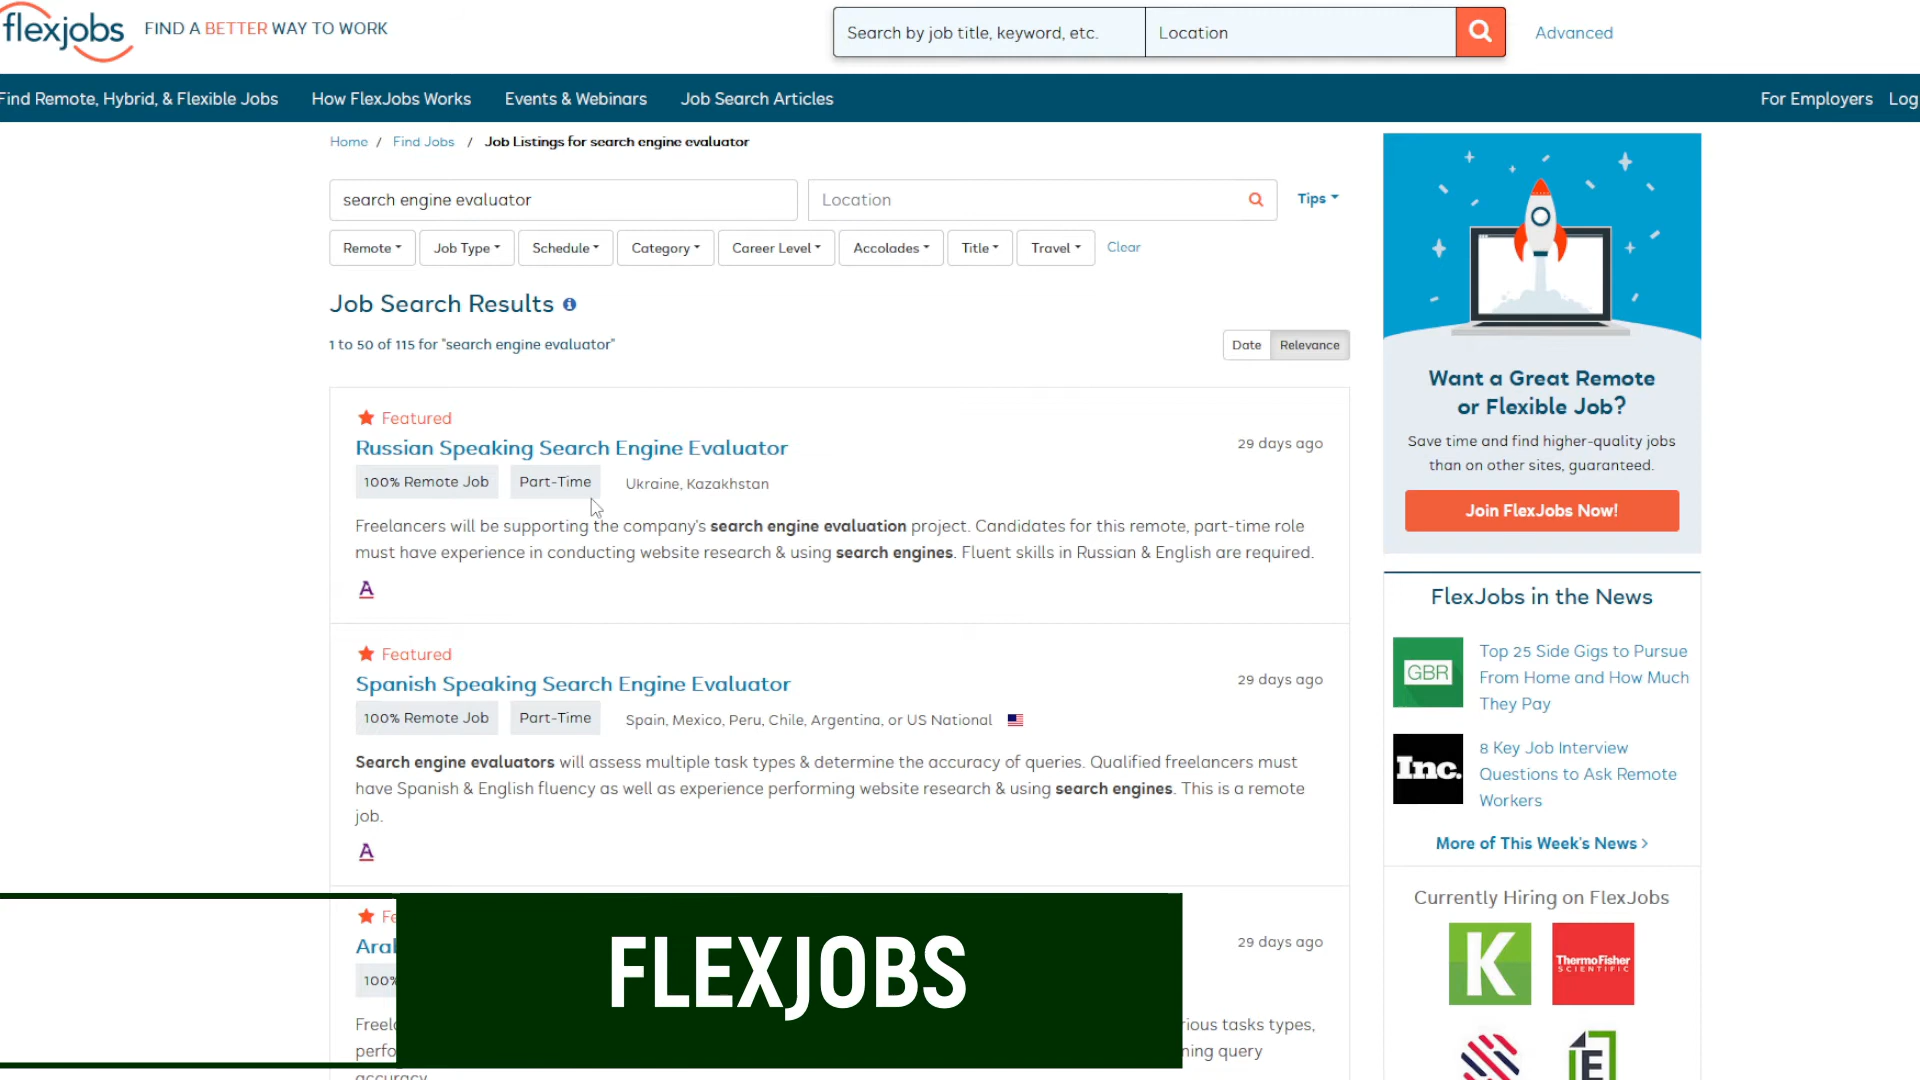 flexjobs FIND A BETTER WAY TO WORK
Search by job title, keyword, etc. Location Advanced
Find Remote, Hybrid, & Flexible Jobs How FlexJobs Works Events & Webinars Job Search Articles For Employers Log
Home / Find Jobs / Job Listings for search engine evaluator
search engine evaluator Location Tips
Remote Job Type Schedule Category Career Level Accolades Title Travel Clear
Job Search Results
1 to 50 of 115 for "search engine evaluator" Date Relevance
Featured
Russian Speaking Search Engine Evaluator 29 days ago
100% Remote Job Part-Time Ukraine, Kazakhstan
Freelancers will be supporting the company's search engine evaluation project. Candidates for this remote, part-time role
must have experience in conducting website research & using search engines. Fluent skills in Russian & English are required.
A
Featured
Spanish Speaking Search Engine Evaluator 29 days ago
100% Remote Job Part-Time Spain, Mexico, Peru, Chile, Argentina, or US National
Search engine evaluators will assess multiple task types & determine the accuracy of queries. Qualified freelancers must
have Spanish & English fluency as well as experience performing website research & using search engines. This is a remote
job.
A
29 days ago
100%
rious tasks types,
ning query
accuracy
FLEXJOBS
Want a Great Remote
or Flexible Job?
Save time and find higher-quality jobs
than on other sites, guaranteed.
Join FlexJobs Now!
FlexJobs in the News
GBR
Top 25 Side Gigs to Pursue
From Home and How Much
They Pay
Inc.
8 Key Job Interview
Questions to Ask Remote
Workers
More of This Week's News >
Currently Hiring on FlexJobs
K
ThermoFisher
SCIENTIFIC
E